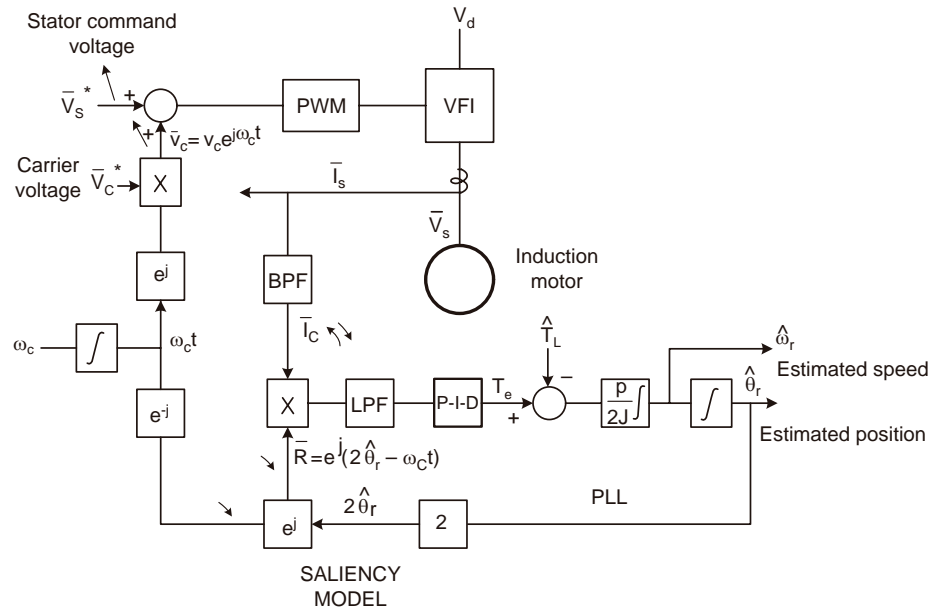 Stator command
voltage
V̄S*
+
+
v̄c = vc e^jωct
PWM
Vd
VFI
Carrier
voltage
V̄C*
X
Īs
V̄s
Induction
motor
e^j
BPF
ĪC
ωc
∫
ωct
T̂L
−
ω̂r
Estimated speed
θ̂r
Estimated position
e^-j
X
LPF
P-I-D
Te
+
p/2J ∫
∫
R̄ = e^j(2θ̂r − ωCt)
PLL
e^j
2θ̂r
2
SALIENCY
MODEL